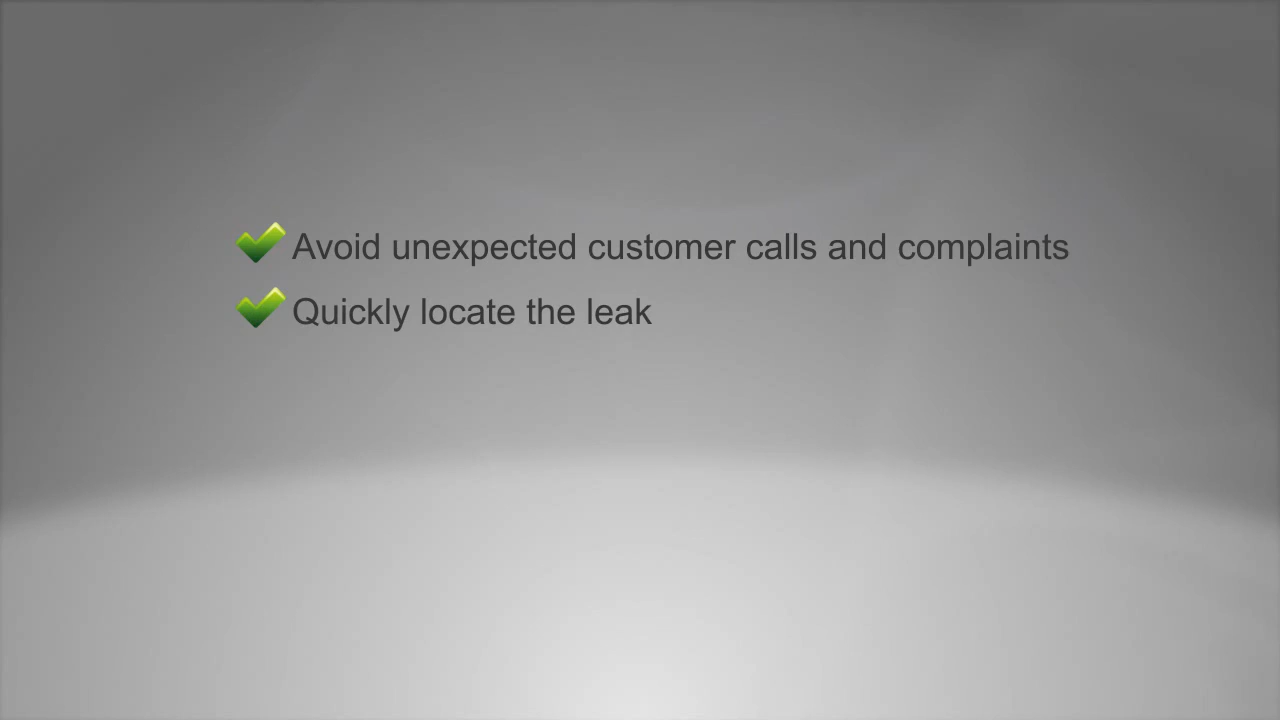 Avoid unexpected customer calls and complaints
Quickly locate the leak